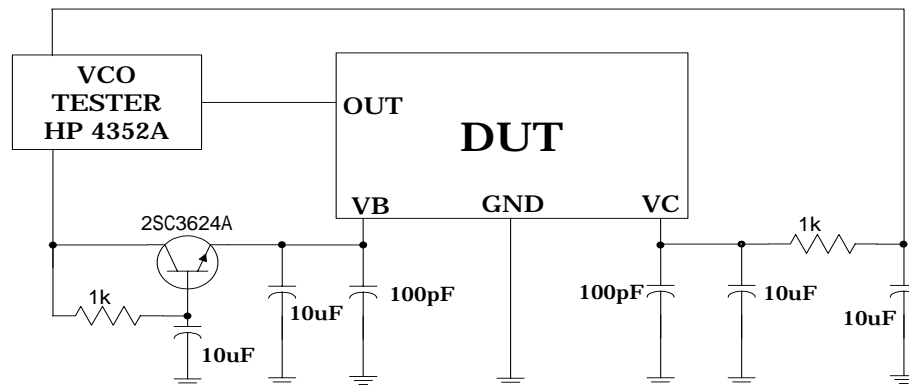 VCO
TESTER
HP 4352A
OUT
DUT
VB
GND
VC
2SC3624A
1k
1k
100pF
10uF
10uF
100pF
10uF
10uF